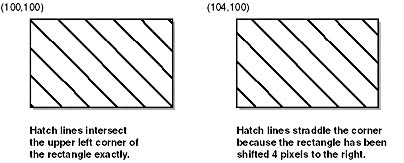 (100,100)
(104,100)
Hatch lines intersect
the upper left corner of
the rectangle exactly.
Hatch lines straddle the corner
because the rectangle has been
shifted 4 pixels to the right.